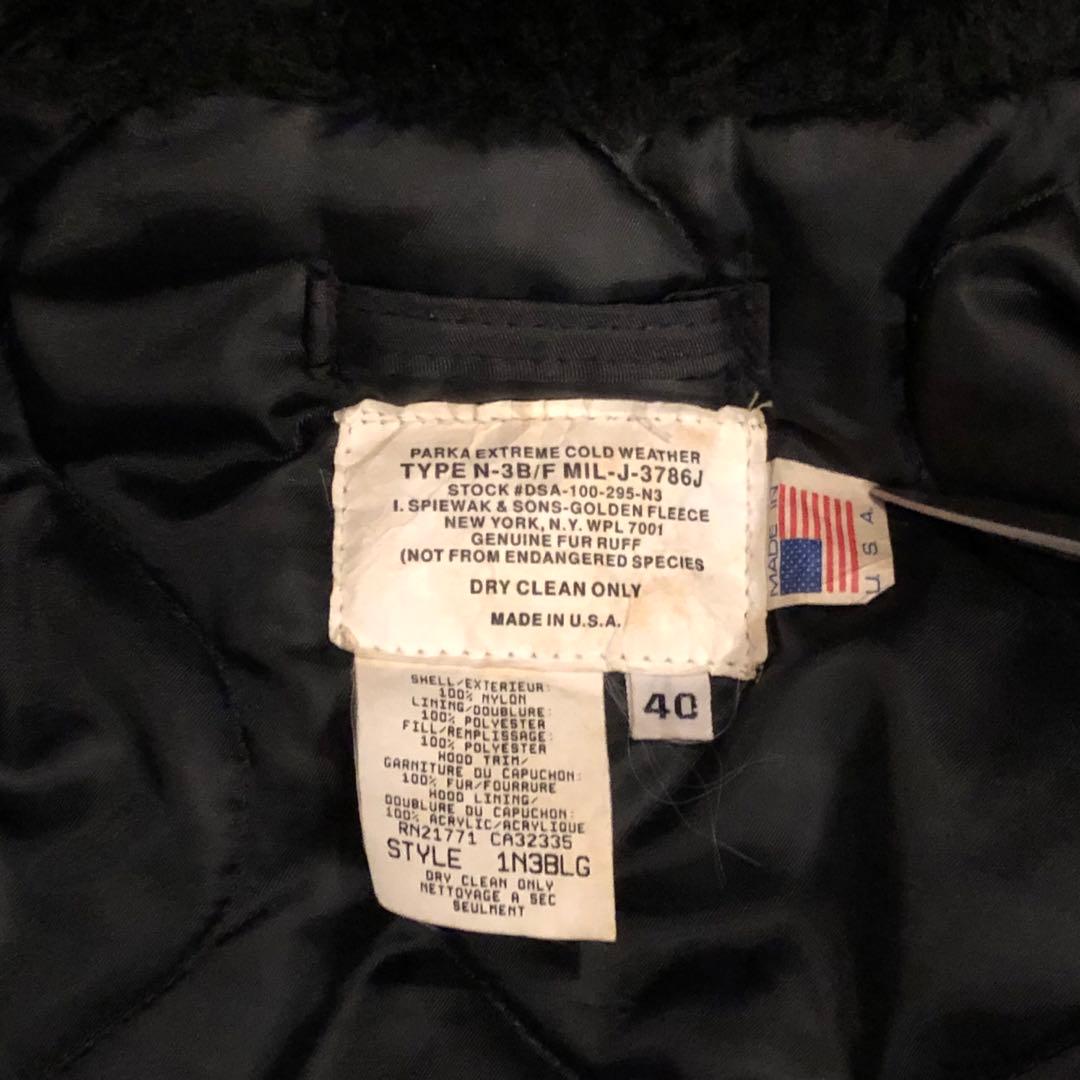 PARKA EXTREME COLD WEATHER
TYPE N-3B/F MIL-J-3786J
STOCK #DSA-100-295-N3
I. SPIEWAK & SONS-GOLDEN FLEECE
NEW YORK, N.Y. WPL 7001
GENUINE FUR RUFF
(NOT FROM ENDANGERED SPECIES
DRY CLEAN ONLY
MADE IN U.S.A.
MADE IN
U S A
40
SHELL/EXTERIEUR:
100% NYLON
LINING/DOUBLURE:
100% POLYESTER
FILL/REMPLISSAGE:
100% POLYESTER
HOOD TRIM/
GARNITURE DU CAPUCHON:
100% FUR/FOURRURE
HOOD LINING/
DOUBLURE DU CAPUCHON:
100% ACRYLIC/ACRYLIQUE
RN21771 CA32335
STYLE 1N3BLG
DRY CLEAN ONLY
NETTOYAGE A SEC
SEULMENT